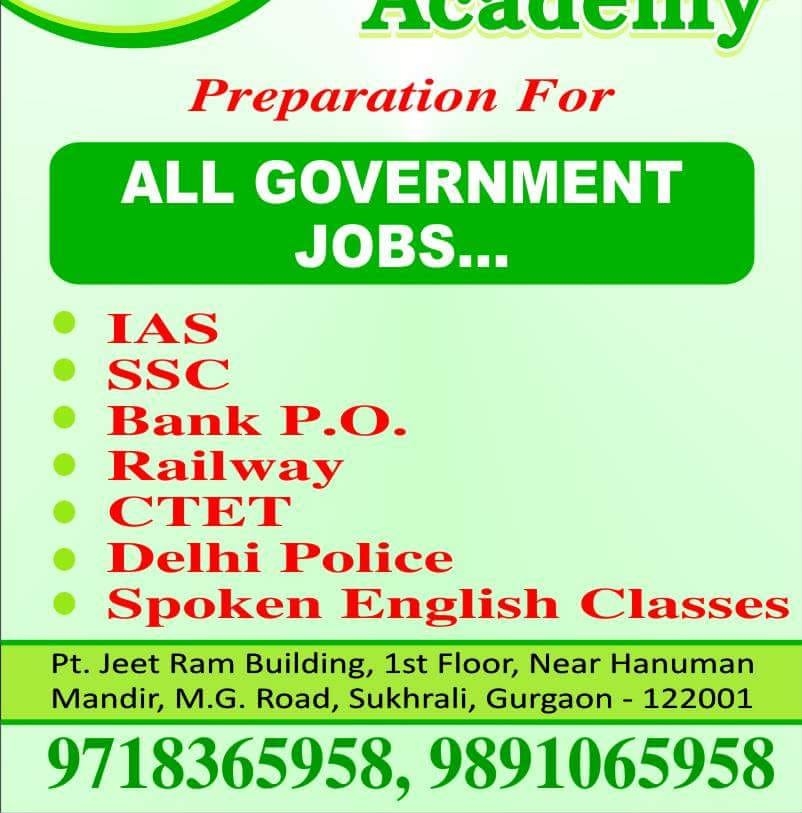 Academy
Preparation For
ALL GOVERNMENT
JOBS...
IAS
SSC
Bank P.O.
Railway
CTET
Delhi Police
Spoken English Classes
Pt. Jeet Ram Building, 1st Floor, Near Hanuman
Mandir, M.G. Road, Sukhrali, Gurgaon - 122001
9718365958, 9891065958